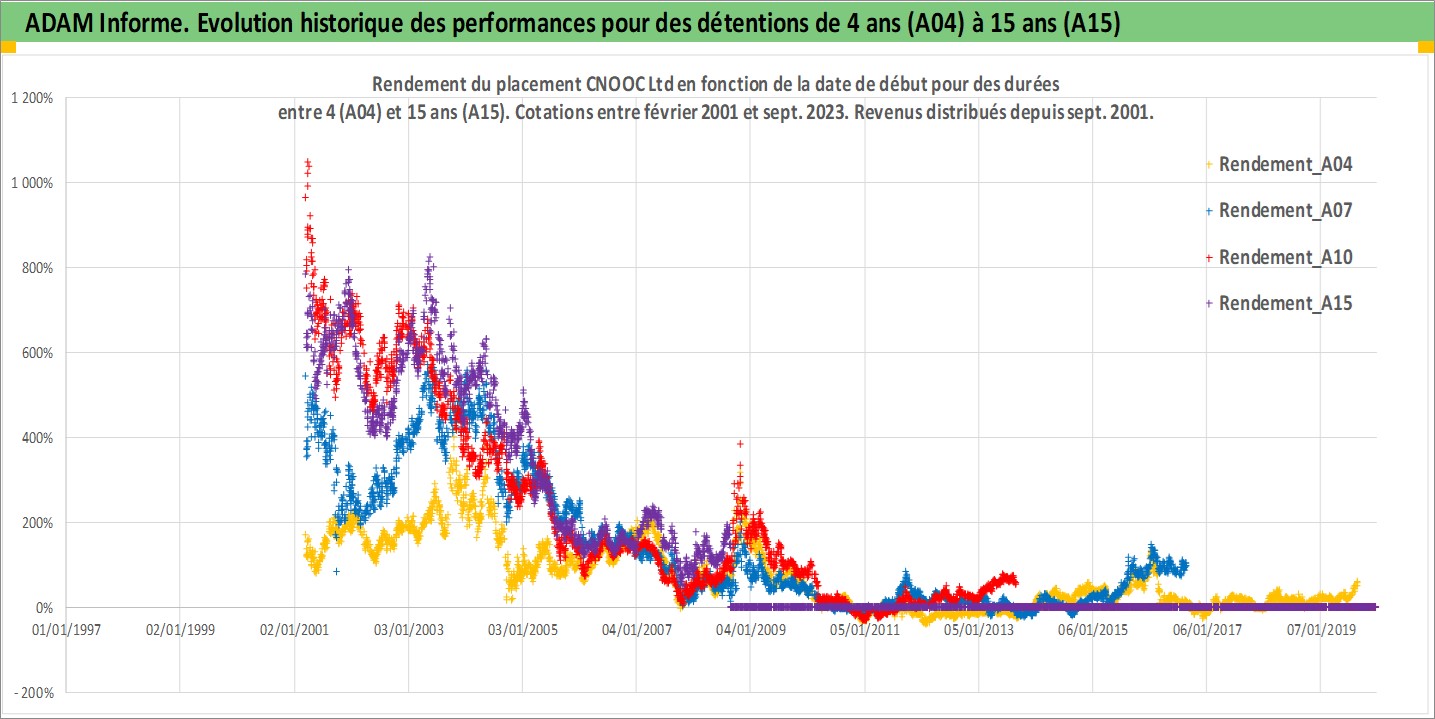 ADAM Informe. Evolution historique des performances pour des détentions de 4 ans (A04) à 15 ans (A15)
Rendement du placement CNOOC Ltd en fonction de la date de début pour des durées
entre 4 (A04) et 15 ans (A15). Cotations entre février 2001 et sept. 2023. Revenus distribués depuis sept. 2001.
1 200%
1 000%
800%
600%
400%
200%
0%
- 200%
Rendement_A04
Rendement_A07
Rendement_A10
Rendement_A15
01/01/1997
02/01/1999
02/01/2001
03/01/2003
03/01/2005
04/01/2007
04/01/2009
05/01/2011
05/01/2013
06/01/2015
06/01/2017
07/01/2019